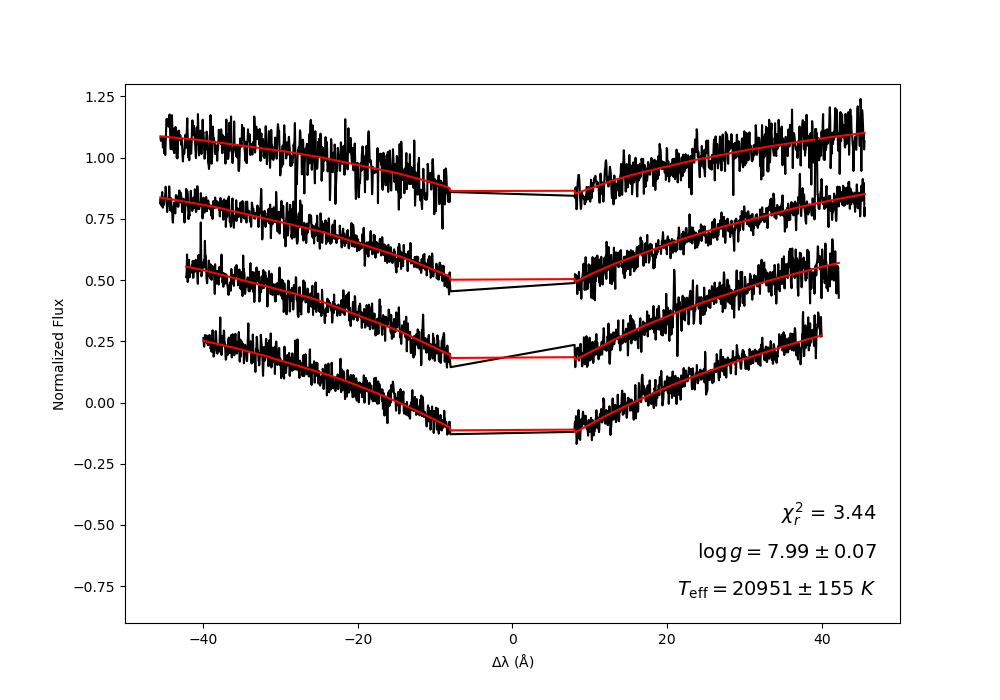 1.25
1.00
0.75
0.50
0.25
0.00
−0.25
−0.50
−0.75
Normalized Flux
χ²ᵣ = 3.44
log g = 7.99 ± 0.07
T_eff = 20951 ± 155 K
−40 −20 0 20 40
Δλ (Å)